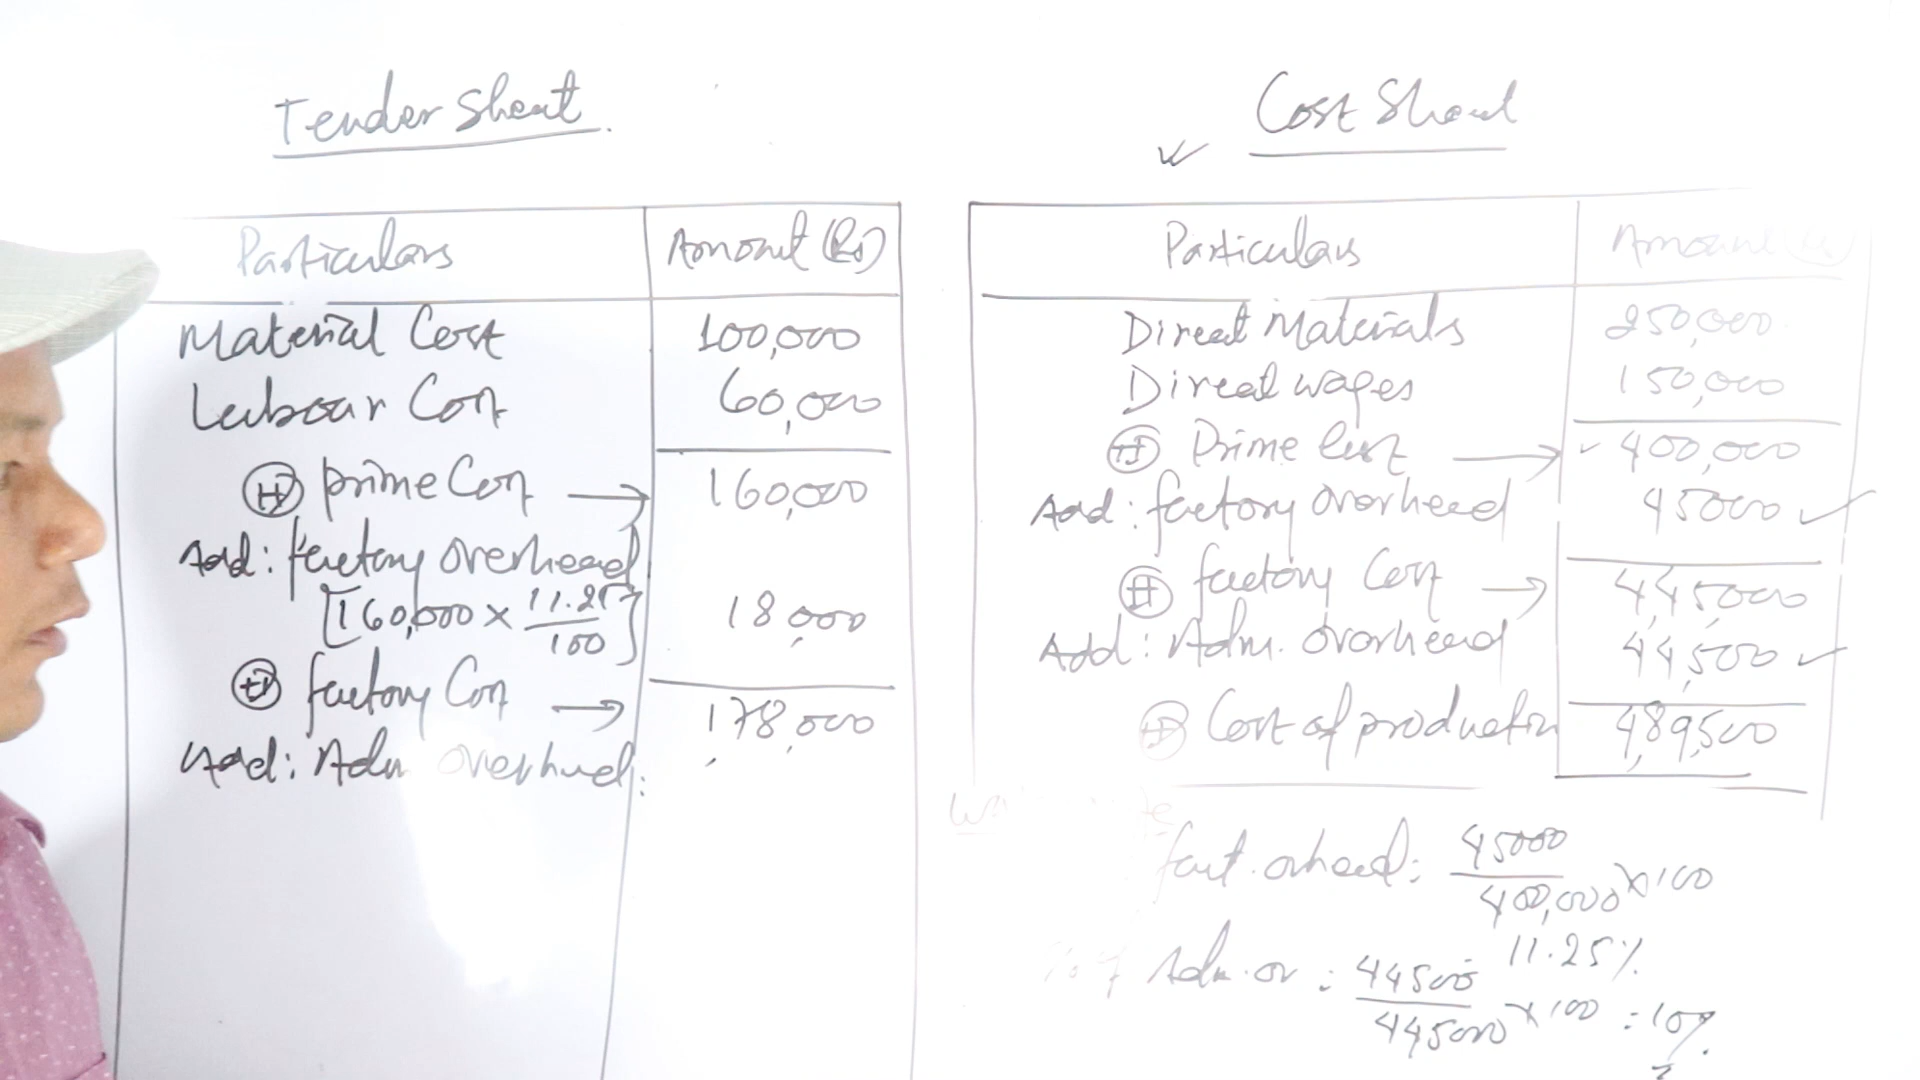 Tender Sheet
Particulars Amount (Rs)
Material Cost 100,000
Labour Cost 60,000
(H) prime Cost → 160,000
Add: factory overhead
[160,000 × 11.25/100] 18,000
(H) factory Cost → 178,000
Add: Adm overhead:
Cost Sheet
Particulars Amount
Direct Materials 250,000
Direct wages 150,000
(H) Prime Cost → 400,000
Add: factory overhead 45000
(H) factory Cost → 445000
Add: Adm. overhead 44,500
(H) Cost of production 489,500
fact. ohead: 45000/400,000 × 100
11.25%
Adm. ov : 44500/445000 × 100 : 10%